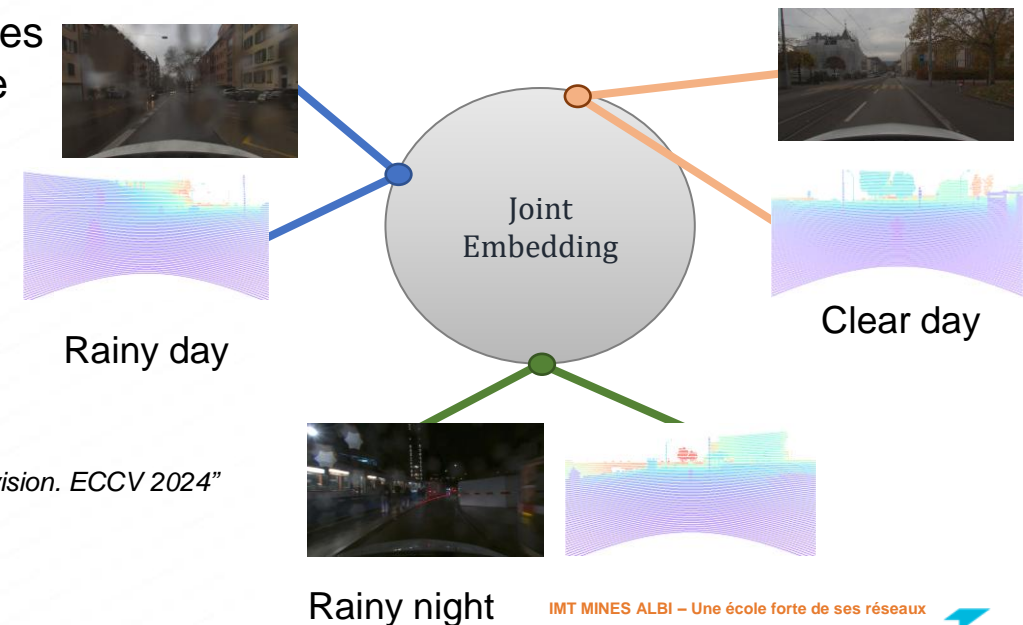 es
e
Joint
Embedding
Clear day
Rainy day
ision. ECCV 2024”
Rainy night
IMT MINES ALBI – Une école forte de ses réseaux